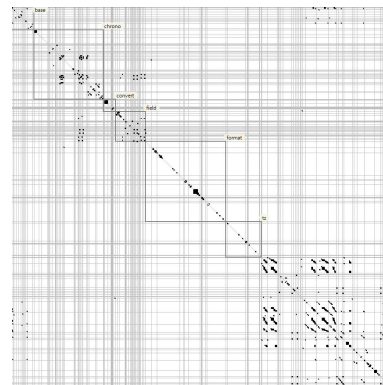 base
chrono
convert
field
format
tz